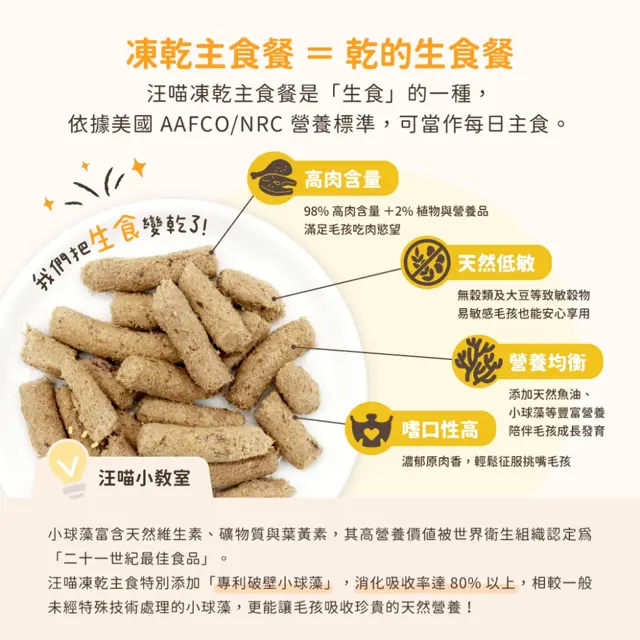 凍乾主食餐 = 乾的生食餐
汪喵凍乾主食餐是「生食」的一種，
依據美國 AAFCO/NRC 營養標準，可當作每日主食。
我們把生食變乾了!
高肉含量
98% 高肉含量 +2% 植物與營養品
滿足毛孩吃肉慾望
天然低敏
無穀類及大豆等致敏穀物
易敏感毛孩也能安心享用
營養均衡
添加天然魚油、
小球藻等豐富營養
陪伴毛孩成長發育
嗜口性高
濃郁原肉香，輕鬆征服挑嘴毛孩
汪喵小教室
小球藻富含天然維生素、礦物質與葉黃素，其高營養價值被世界衛生組織認定為
「二十一世紀最佳食品」。
汪喵凍乾主食特別添加「專利破壁小球藻」，消化吸收率達 80% 以上，相較一般
未經特殊技術處理的小球藻，更能讓毛孩吸收珍貴的天然營養！